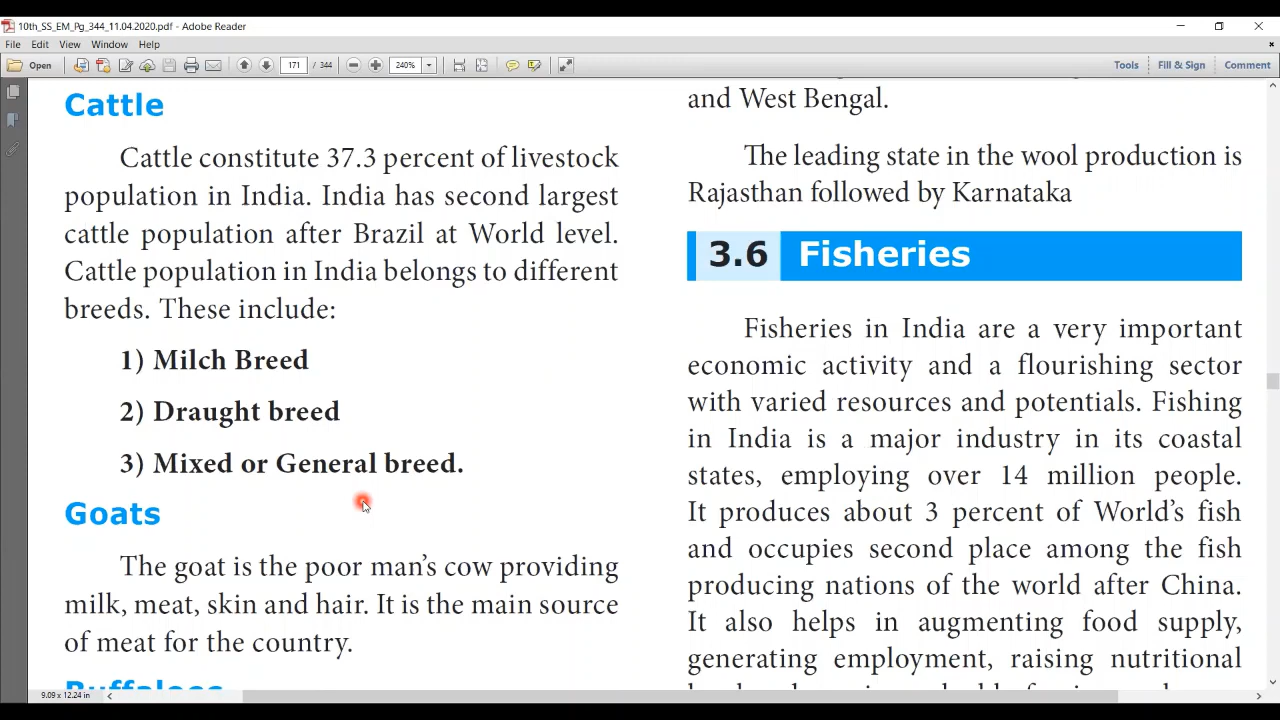 10th_SS_EM_Pg_344_11.04.2020.pdf - Adobe Reader
File Edit View Window Help
Open 171 / 344 240% Tools Fill & Sign Comment
Cattle
Cattle constitute 37.3 percent of livestock
population in India. India has second largest
cattle population after Brazil at World level.
Cattle population in India belongs to different
breeds. These include:
1) Milch Breed
2) Draught breed
3) Mixed or General breed.
Goats
The goat is the poor man’s cow providing
milk, meat, skin and hair. It is the main source
of meat for the country.
Buffaloes
and West Bengal.
The leading state in the wool production is
Rajasthan followed by Karnataka
3.6 Fisheries
Fisheries in India are a very important
economic activity and a flourishing sector
with varied resources and potentials. Fishing
in India is a major industry in its coastal
states, employing over 14 million people.
It produces about 3 percent of World’s fish
and occupies second place among the fish
producing nations of the world after China.
It also helps in augmenting food supply,
generating employment, raising nutritional
9.09 x 12.24 in